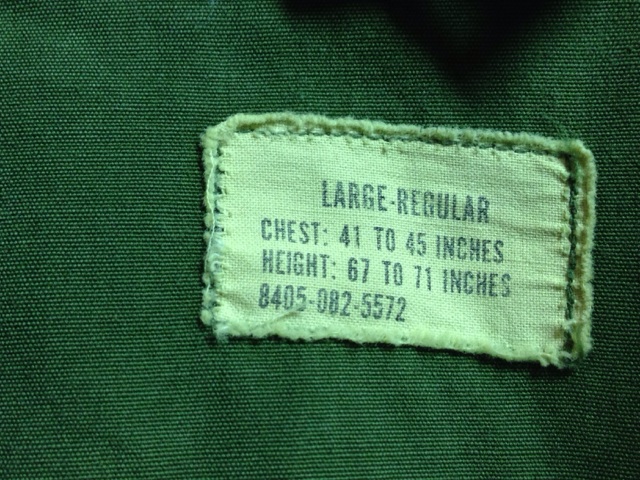 LARGE-REGULAR
CHEST: 41 TO 45 INCHES
HEIGHT: 67 TO 71 INCHES
8405-082-5572